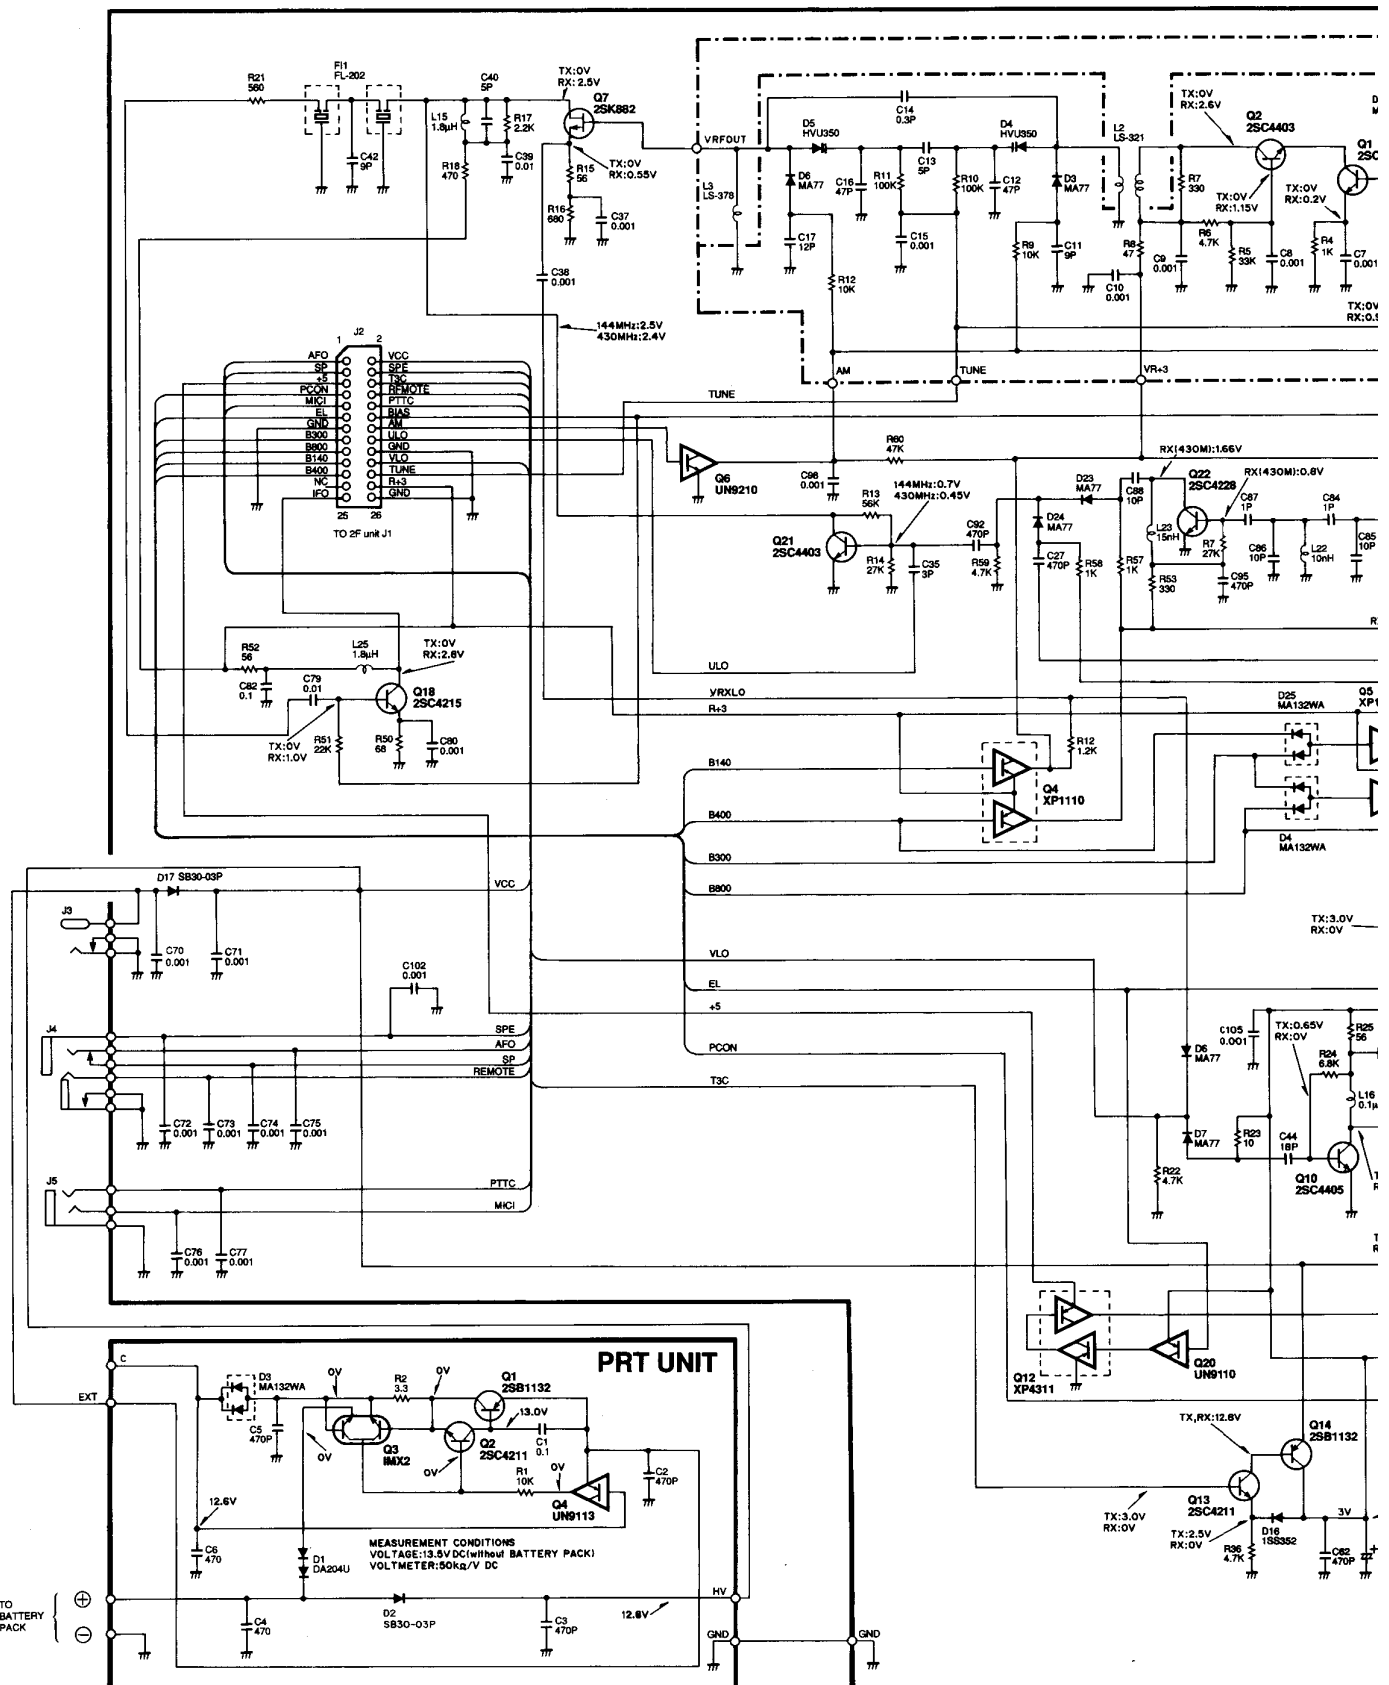 R21
560
FI1
FL-202
C42
9P
L15
1.8μH
C40
5P
R17
2.2K
C39
0.01
R18
470
TX:0V
RX:2.5V
Q7
2SK882
TX:0V
RX:0.55V
R15
56
R16
680
C37
0.001
C38
0.001
144MHz:2.5V
430MHz:2.4V
VRFOUT
L3
LS-378
D5
HVU350
D6
MA77
C17
12P
C16
47P
R11
100K
C14
0.3P
C13
5P
C15
0.001
R12
10K
R10
100K
C12
47P
D4
HVU350
D3
MA77
R9
10K
C11
9P
L2
LS-321
TX:0V
RX:2.6V
Q2
2SC4403
Q1
2SC
R7
330
TX:0V
RX:1.15V
TX:0V
RX:0.2V
R6
4.7K
R8
47
C10
0.001
C9
0.001
R5
33K
C8
0.001
R4
1K
C7
0.001
TX:0V
RX:0.9
AM
TUNE
VR+3
J2
1
2
AFO
SP
+5
PCON
MICI
EL
GND
B300
B800
B140
B400
NC
IFO
VCC
SPE
T3C
REMOTE
PTTC
BIAS
AM
ULO
GND
VLO
TUNE
R+3
GND
25
26
TO 2F unit J1
TUNE
Q6
UN9210
C98
0.001
R60
47K
R13
56K
144MHz:0.7V
430MHz:0.45V
Q21
2SC4403
R14
27K
C35
3P
C92
470P
R59
4.7K
D24
MA77
C27
470P
R58
1K
D23
MA77
R57
1K
C88
10P
RX(430M):1.66V
Q22
2SC4226
RX(430M):0.8V
L23
15nH
R53
330
R7
27K
C95
470P
C87
1P
C86
10P
L22
10nH
C84
1P
C85
10P
R52
56
C82
0.1
L25
1.8μH
TX:0V
RX:2.8V
C79
0.01
Q18
2SC4215
TX:0V
RX:1.0V
R51
22K
R50
68
C80
0.001
ULO
VRXLO
R+3
B140
B400
B300
B800
Q4
XP1110
R12
1.2K
D25
MA132WA
Q5
XP1
D4
MA132WA
TX:3.0V
RX:0V
D17 SB30-03P
VCC
J3
C70
0.001
C71
0.001
C102
0.001
VLO
EL
+5
PCON
T3C
J4
SPE
AFO
SP
REMOTE
C72
0.001
C73
0.001
C74
0.001
C75
0.001
J5
PTTC
MICI
C76
0.001
C77
0.001
D6
MA77
D7
MA77
R22
4.7K
C105
0.001
TX:0.65V
RX:0V
R25
56
R24
6.8K
L16
0.1μ
R23
10
C44
18P
Q10
2SC4405
Q12
XP4311
Q20
UN9110
TX,RX:12.8V
Q14
2SB1132
Q13
2SC4211
TX:3.0V
RX:0V
TX:2.5V
RX:0V
R36
4.7K
D16
1SS352
3V
C62
470P
PRT UNIT
C
EXT
D3
MA132WA
C5
470P
0V
R2
3.3
0V
Q1
2SB1132
13.0V
Q3
IMX2
0V
Q2
2SC4211
0V
C1
0.1
R1
10K
0V
Q4
UN9113
C2
470P
12.6V
C6
470
D1
DA204U
MEASUREMENT CONDITIONS
VOLTAGE:13.5V DC(without BATTERY PACK)
VOLTMETER:50kΩ/V DC
TO
BATTERY
PACK
⊕
⊖
C4
470
D2
SB30-03P
C3
470P
12.8V
HV
GND
GND